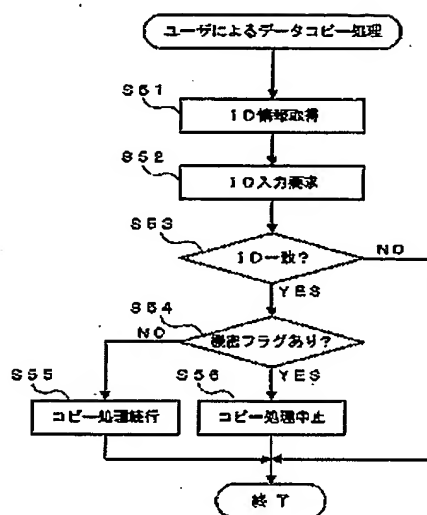 ユーザによるデータコピー処理
S51
ID情報取得
S52
ID入力要求
S53
ID一致?
NO
YES
S54
機密フラグあり?
NO
YES
S55
S56
コピー処理続行
コピー処理中止
終了